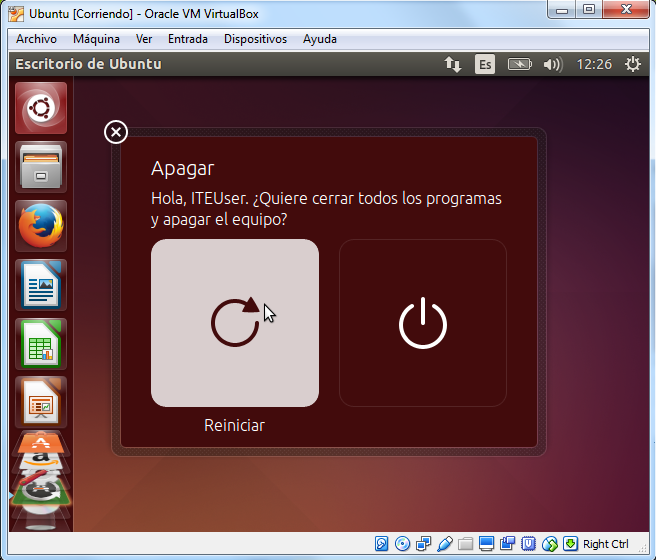 Ubuntu [Corriendo] - Oracle VM VirtualBox
Archivo Máquina Ver Entrada Dispositivos Ayuda
Escritorio de Ubuntu Es 12:26
Apagar
Hola, ITEUser. ¿Quiere cerrar todos los programas
y apagar el equipo?
Reiniciar
Right Ctrl